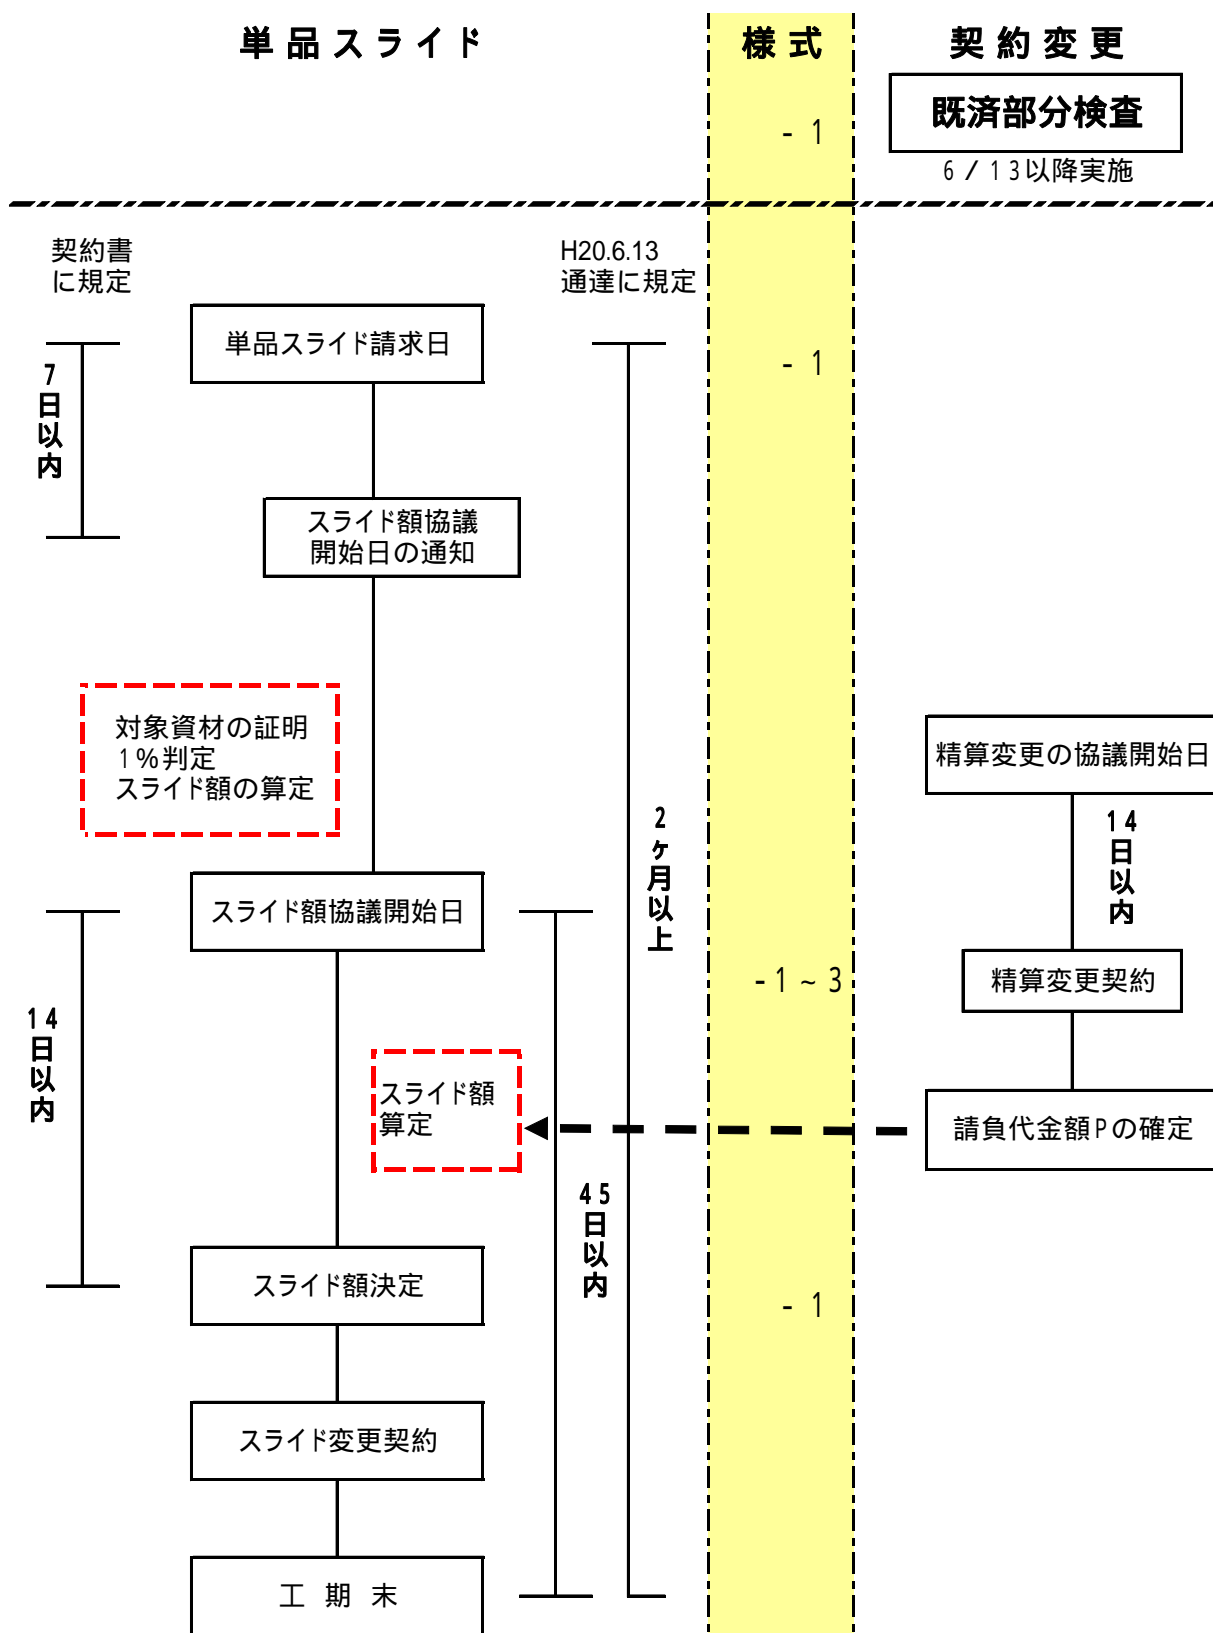 単品スライド
様式
契約変更
既済部分検査
- 1
6/13以降実施
契約書
に規定
H20.6.13
通達に規定
単品スライド請求日
- 1
7日以内
スライド額協議
開始日の通知
対象資材の証明
1%判定
スライド額の算定
精算変更の協議開始日
2ヶ月以上
14日以内
スライド額協議開始日
- 1 ~ 3
精算変更契約
14日以内
スライド額
算定
請負代金額Pの確定
45日以内
スライド額決定
- 1
スライド変更契約
工期末